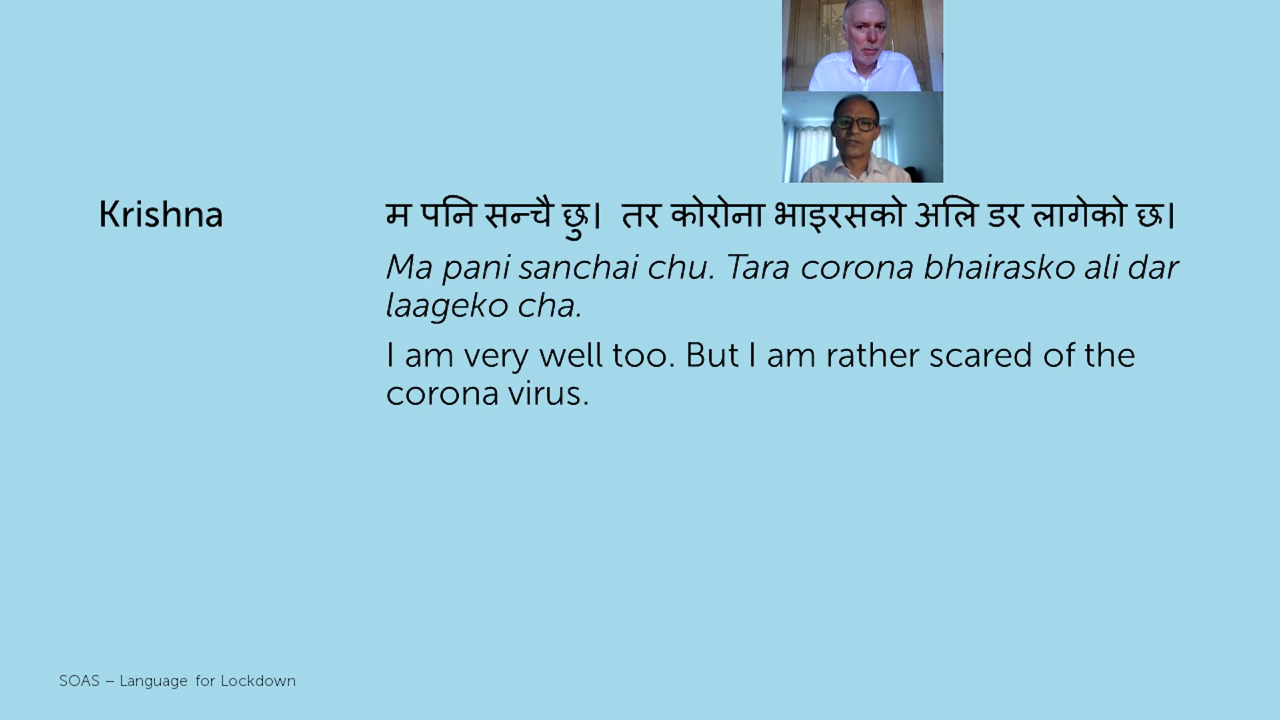 Krishna
म पनि सन्चै छु। तर कोरोना भाइरसको अलि डर लागेको छ।
Ma pani sanchai chu. Tara corona bhairasko ali dar
laageko cha.
I am very well too. But I am rather scared of the
corona virus.
SOAS – Language for Lockdown